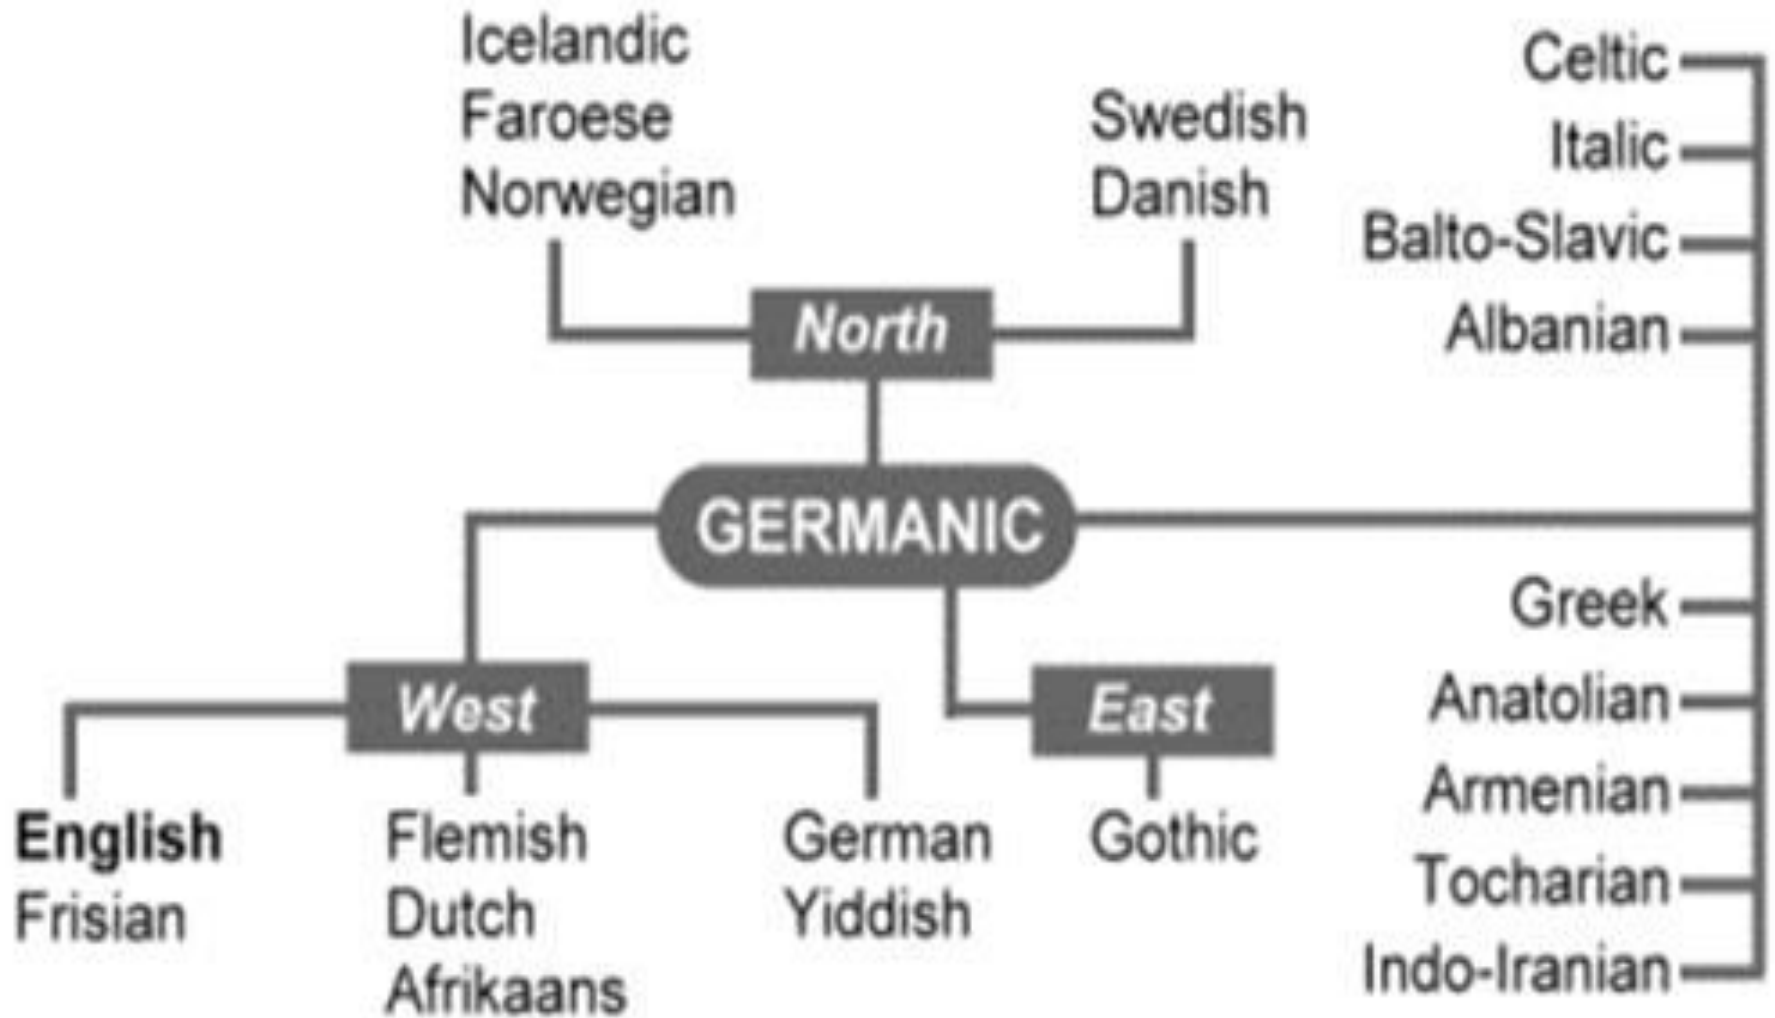 Icelandic
Faroese
Norwegian
Swedish
Danish
North
GERMANIC
West
East
English
Frisian
Flemish
Dutch
Afrikaans
German
Yiddish
Gothic
Celtic
Italic
Balto-Slavic
Albanian
Greek
Anatolian
Armenian
Tocharian
Indo-Iranian